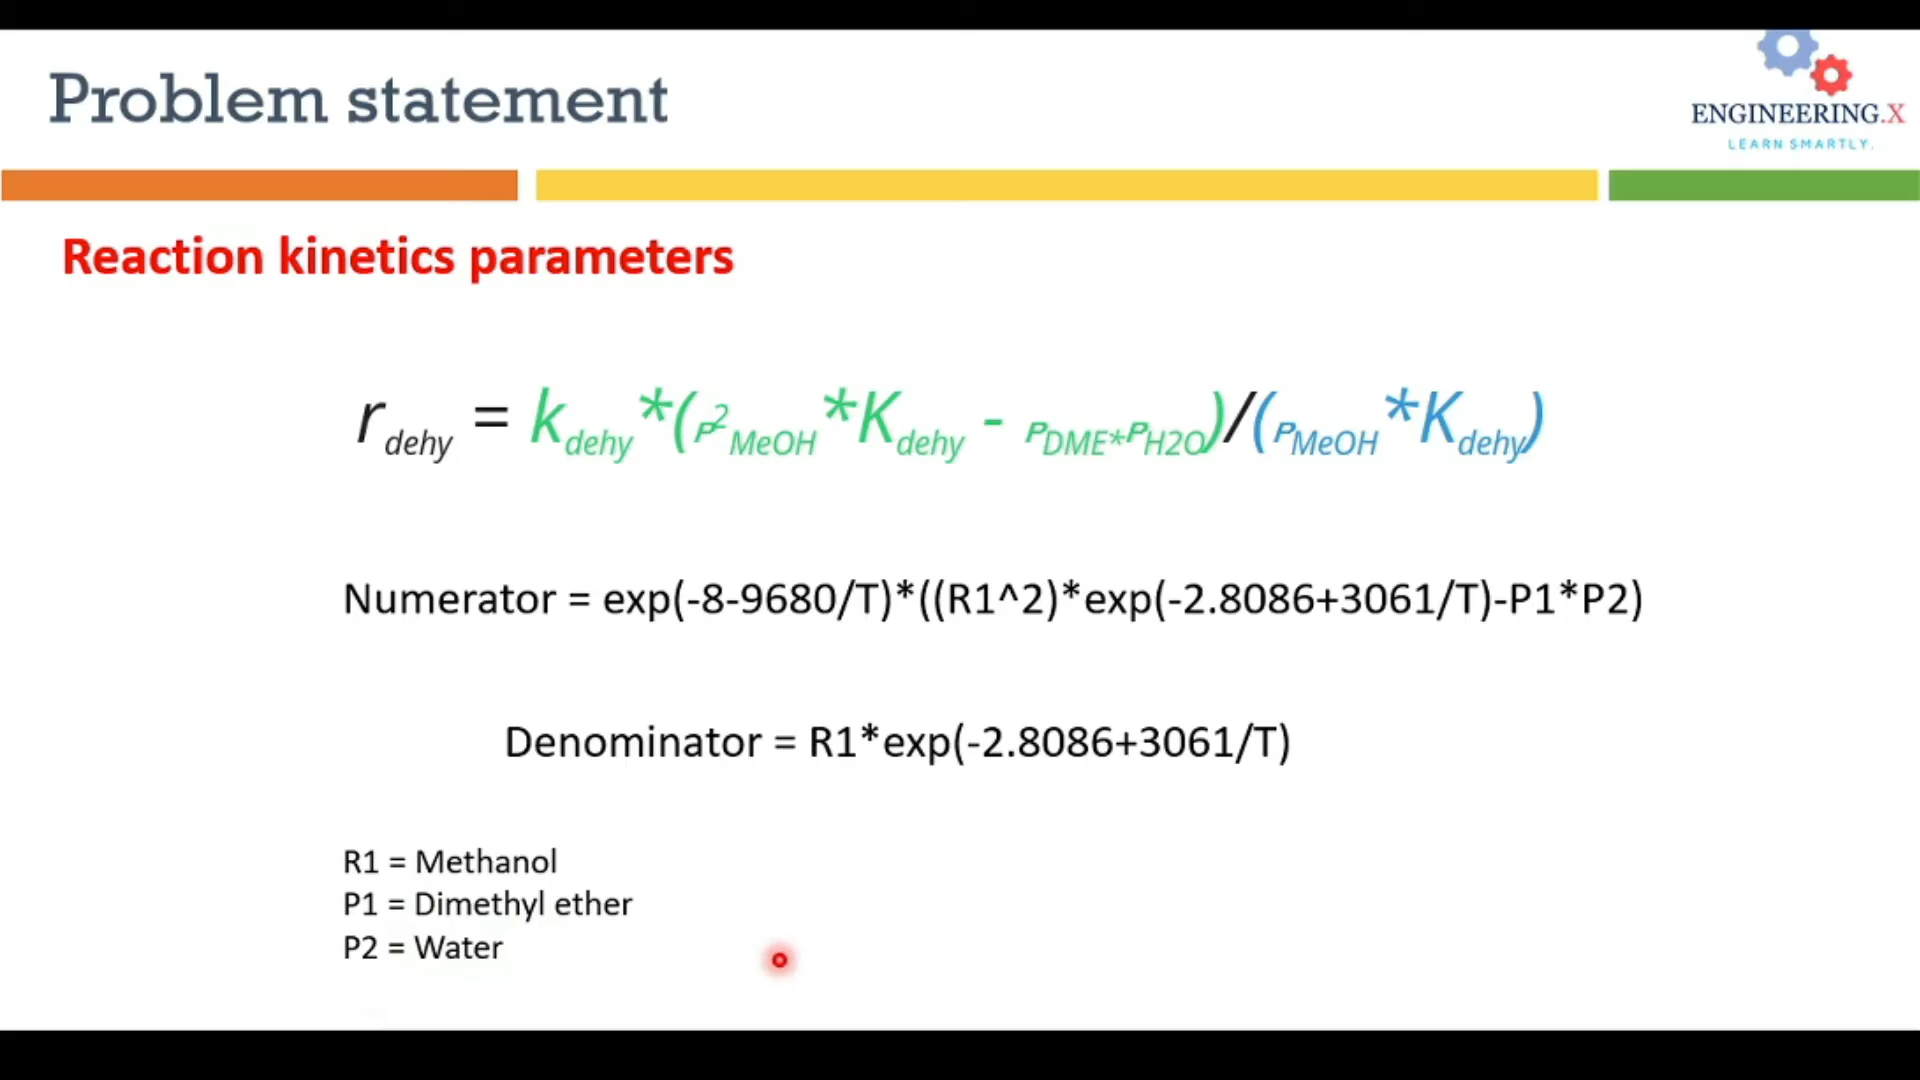 Problem statement
ENGINEERING.X
LEARN SMARTLY.
Reaction kinetics parameters
r_dehy = k_dehy*(P²_MeOH*K_dehy - P_DME*P_H2O)/(P_MeOH*K_dehy)
Numerator = exp(-8-9680/T)*((R1^2)*exp(-2.8086+3061/T)-P1*P2)
Denominator = R1*exp(-2.8086+3061/T)
R1 = Methanol
P1 = Dimethyl ether
P2 = Water